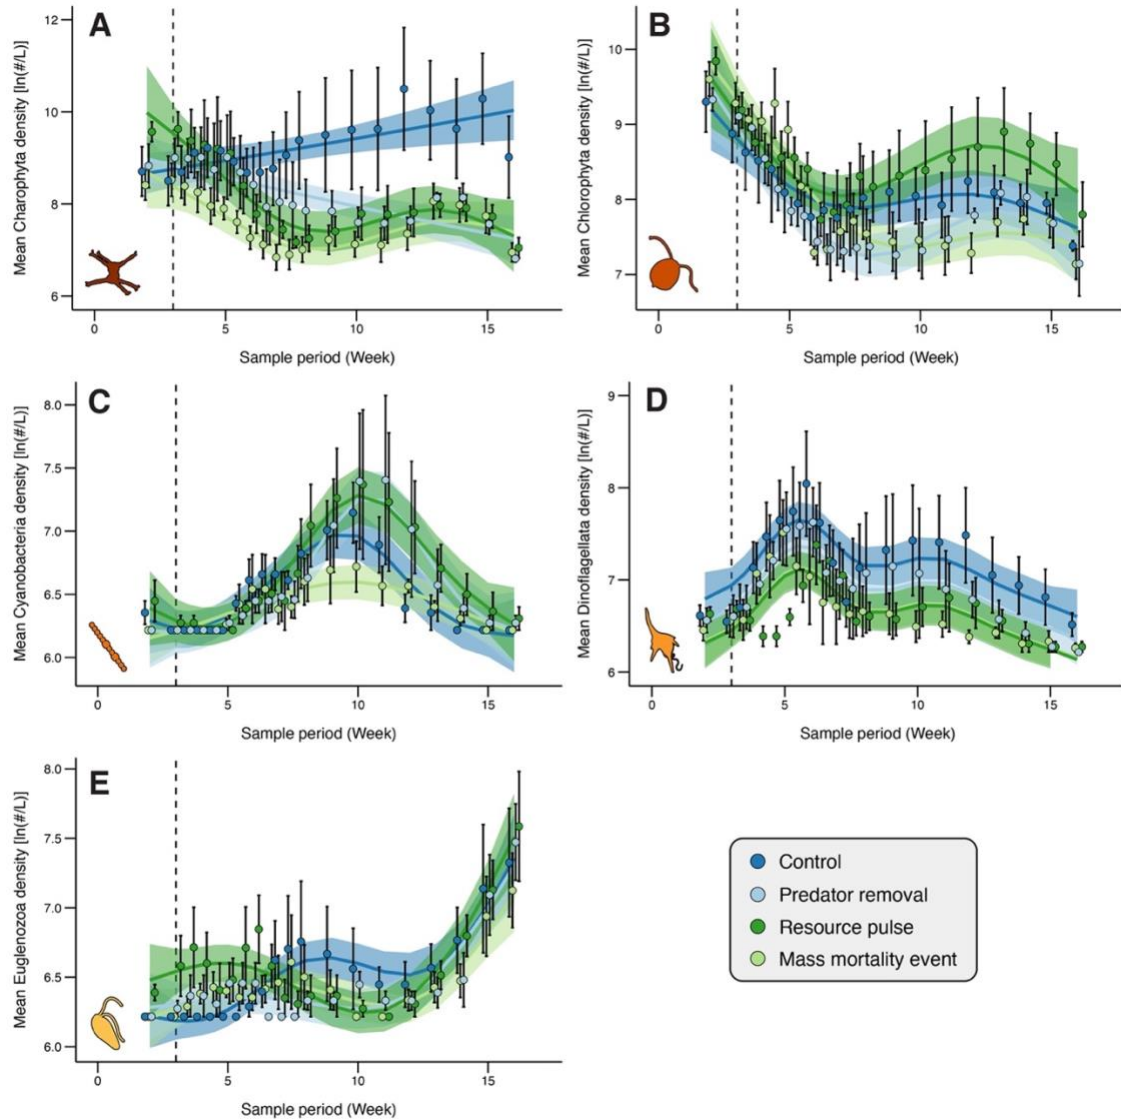 A
Mean Charophyta density [ln(#/L)]
12
10
8
6
0 5 10 15
Sample period (Week)
B
Mean Chlorophyta density [ln(#/L)]
10
9
8
7
0 5 10 15
Sample period (Week)
C
Mean Cyanobacteria density [ln(#/L)]
8.0
7.5
7.0
6.5
6.0
0 5 10 15
Sample period (Week)
D
Mean Dinoflagellata density [ln(#/L)]
9
8
7
6
0 5 10 15
Sample period (Week)
E
Mean Euglenozoa density [ln(#/L)]
8.0
7.5
7.0
6.5
6.0
0 5 10 15
Sample period (Week)
Control
Predator removal
Resource pulse
Mass mortality event